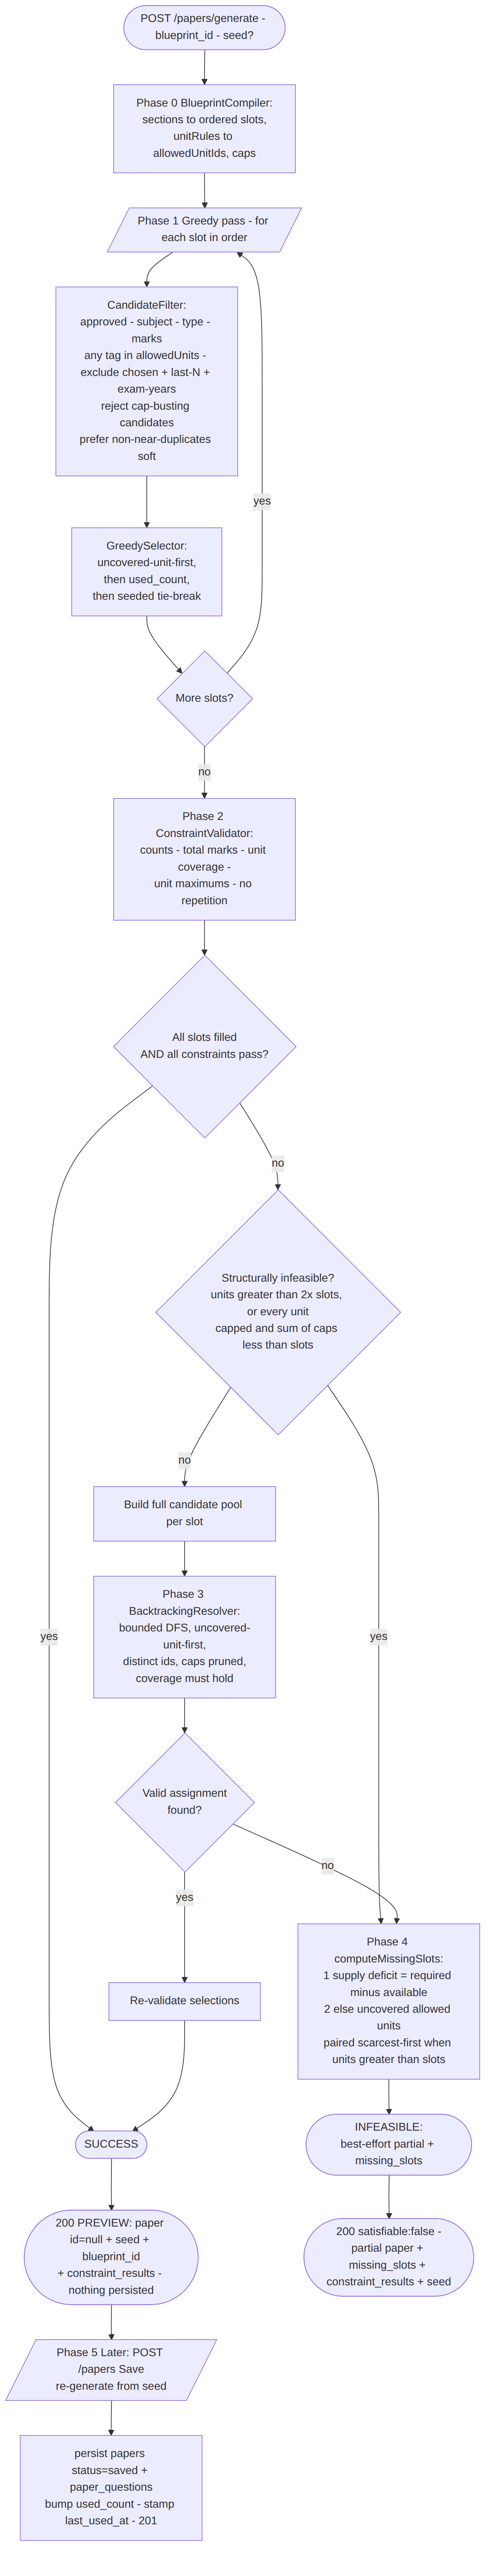 POST /papers/generate -
blueprint_id - seed?
Phase 0 BlueprintCompiler:
sections to ordered slots,
unitRules to
allowedUnitIds, caps
Phase 1 Greedy pass - for
each slot in order
CandidateFilter:
approved - subject - type -
marks
any tag in allowedUnits -
exclude chosen + last-N +
exam-years
reject cap-busting
candidates
prefer non-near-duplicates
soft
yes
GreedySelector:
uncovered-unit-first,
then used_count,
then seeded tie-break
More slots?
no
Phase 2
ConstraintValidator:
counts - total marks - unit
coverage -
unit maximums - no
repetition
All slots filled
AND all constraints pass?
no
Structurally infeasible?
units greater than 2x slots,
or every unit
capped and sum of caps
less than slots
no
Build full candidate pool
per slot
Phase 3
BacktrackingResolver:
bounded DFS, uncovered-
unit-first,
distinct ids, caps pruned,
coverage must hold
yes
yes
Valid assignment
found?
no
yes
Phase 4
computeMissingSlots:
1 supply deficit = required
minus available
2 else uncovered allowed
units
paired scarcest-first when
units greater than slots
Re-validate selections
SUCCESS
INFEASIBLE:
best-effort partial +
missing_slots
200 PREVIEW: paper
id=null + seed +
blueprint_id
+ constraint_results -
nothing persisted
200 satisfiable:false -
partial paper +
missing_slots +
constraint_results + seed
Phase 5 Later: POST
/papers Save
re-generate from seed
persist papers
status=saved +
paper_questions
bump used_count - stamp
last_used_at - 201